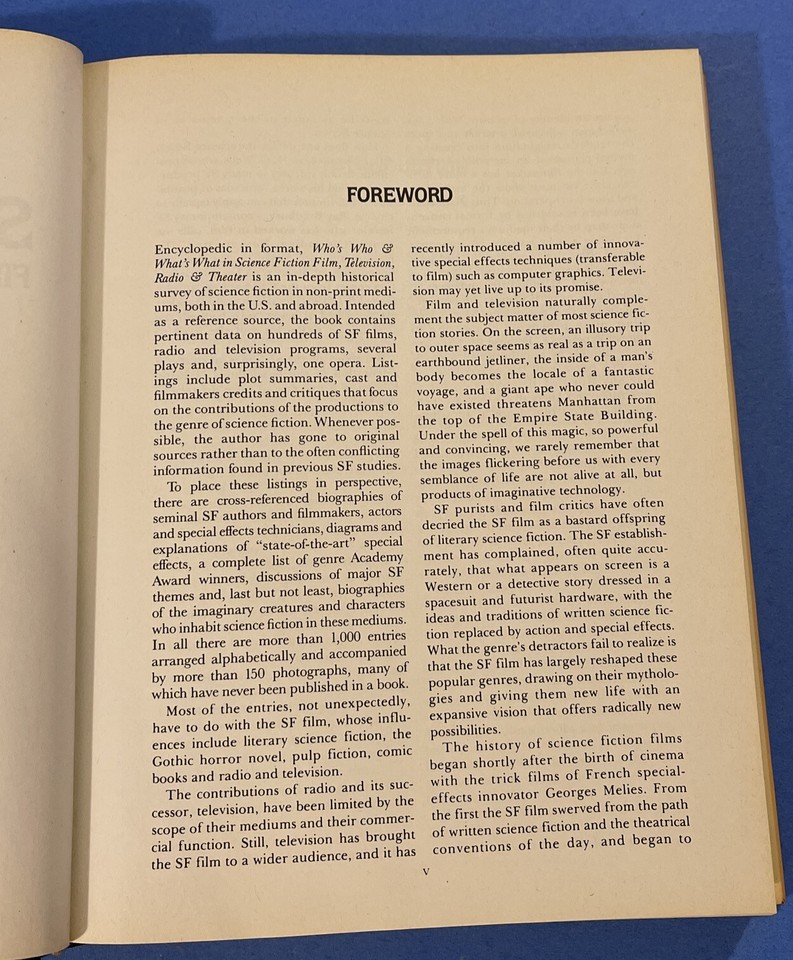 FOREWORD
Encyclopedic in format, Who's Who &
What's What in Science Fiction Film, Television,
Radio & Theater is an in-depth historical
survey of science fiction in non-print medi-
ums, both in the U.S. and abroad. Intended
as a reference source, the book contains
pertinent data on hundreds of SF films,
radio and television programs, several
plays and, surprisingly, one opera. List-
ings include plot summaries, cast and
filmmakers credits and critiques that focus
on the contributions of the productions to
the genre of science fiction. Whenever pos-
sible, the author has gone to original
sources rather than to the often conflicting
information found in previous SF studies.
To place these listings in perspective,
there are cross-referenced biographies of
seminal SF authors and filmmakers, actors
and special effects technicians, diagrams and
explanations of "state-of-the-art" special
effects, a complete list of genre Academy
Award winners, discussions of major SF
themes and, last but not least, biographies
of the imaginary creatures and characters
who inhabit science fiction in these mediums.
In all there are more than 1,000 entries
arranged alphabetically and accompanied
by more than 150 photographs, many of
which have never been published in a book.
Most of the entries, not unexpectedly,
have to do with the SF film, whose influ-
ences include literary science fiction, the
Gothic horror novel, pulp fiction, comic
books and radio and television.
The contributions of radio and its suc-
cessor, television, have been limited by the
scope of their mediums and their commer-
cial function. Still, television has brought
the SF film to a wider audience, and it has
recently introduced a number of innova-
tive special effects techniques (transferable
to film) such as computer graphics. Televi-
sion may yet live up to its promise.
Film and television naturally comple-
ment the subject matter of most science fic-
tion stories. On the screen, an illusory trip
to outer space seems as real as a trip on an
earthbound jetliner, the inside of a man's
body becomes the locale of a fantastic
voyage, and a giant ape who never could
have existed threatens Manhattan from
the top of the Empire State Building.
Under the spell of this magic, so powerful
and convincing, we rarely remember that
the images flickering before us with every
semblance of life are not alive at all, but
products of imaginative technology.
SF purists and film critics have often
decried the SF film as a bastard offspring
of literary science fiction. The SF establish-
ment has complained, often quite accu-
rately, that what appears on screen is a
Western or a detective story dressed in a
spacesuit and futurist hardware, with the
ideas and traditions of written science fic-
tion replaced by action and special effects.
What the genre's detractors fail to realize is
that the SF film has largely reshaped these
popular genres, drawing on their mytholo-
gies and giving them new life with an
expansive vision that offers radically new
possibilities.
The history of science fiction films
began shortly after the birth of cinema
with the trick films of French special-
effects innovator Georges Melies. From
the first the SF film swerved from the path
of written science fiction and the theatrical
conventions of the day, and began to
v